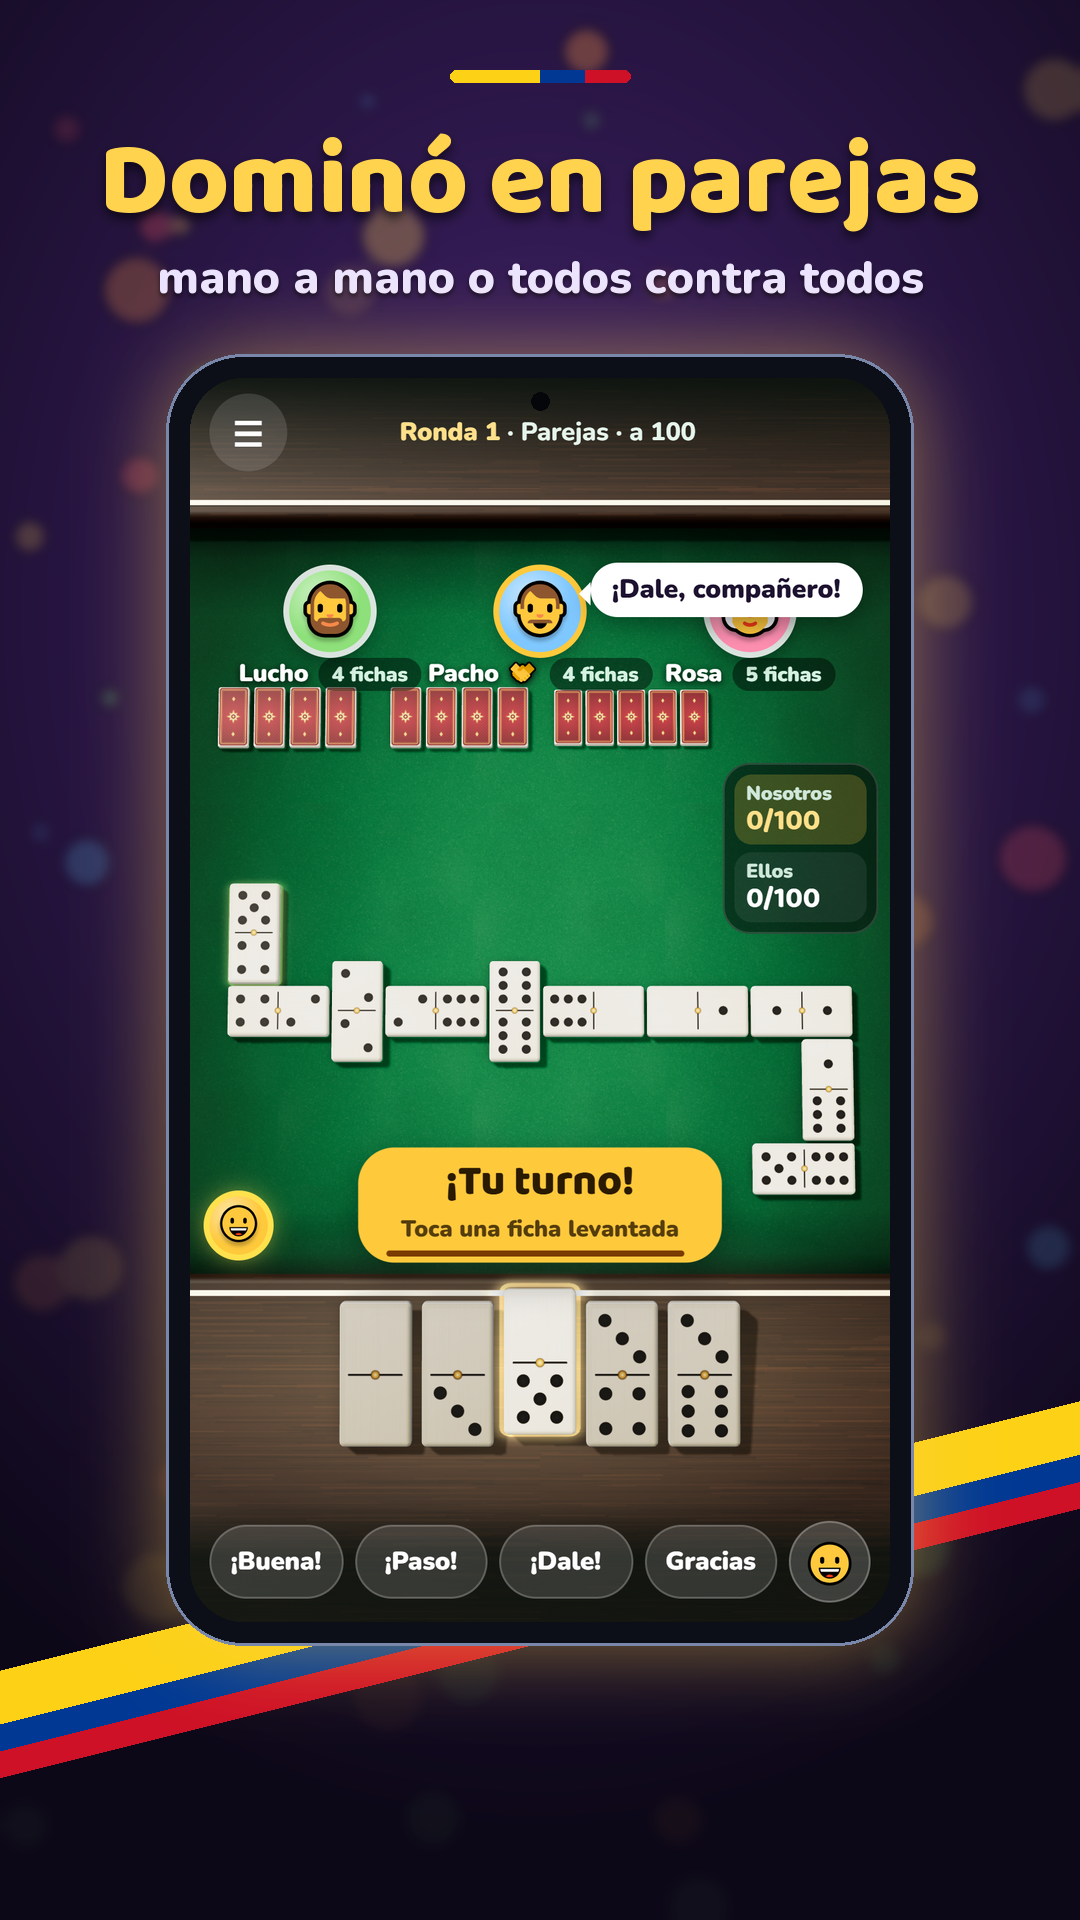 Dominó en parejas
mano a mano o todos contra todos
Ronda 1 · Parejas · a 100
¡Dale, compañero!
Lucho 4 fichas Pacho 4 fichas Rosa 5 fichas
Nosotros
0/100
Ellos
0/100
¡Tu turno!
Toca una ficha levantada
¡Buena! ¡Paso! ¡Dale! Gracias